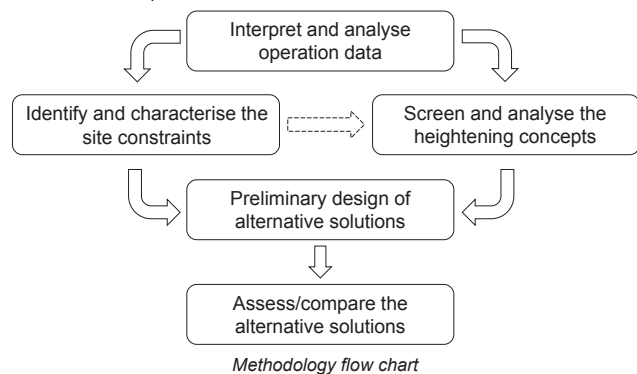 Interpret and analyse
operation data
Identify and characterise the
site constraints
Screen and analyse the
heightening concepts
Preliminary design of
alternative solutions
Assess/compare the
alternative solutions
Methodology flow chart